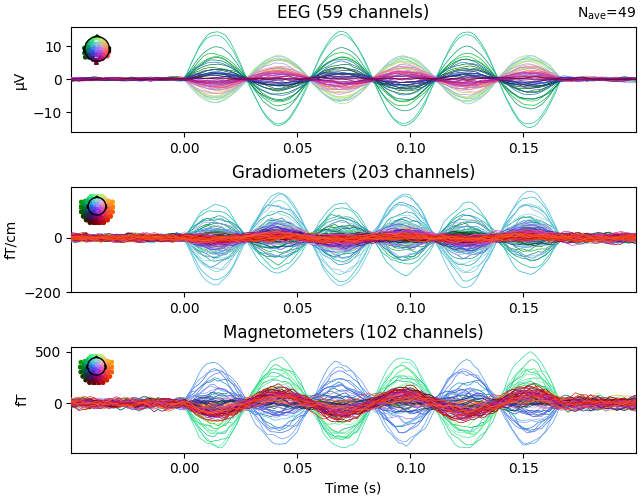 EEG (59 channels)
Nave=49
10
0
−10
µV
0.00 0.05 0.10 0.15
Gradiometers (203 channels)
0
−200
fT/cm
0.00 0.05 0.10 0.15
Magnetometers (102 channels)
500
0
fT
0.00 0.05 0.10 0.15
Time (s)